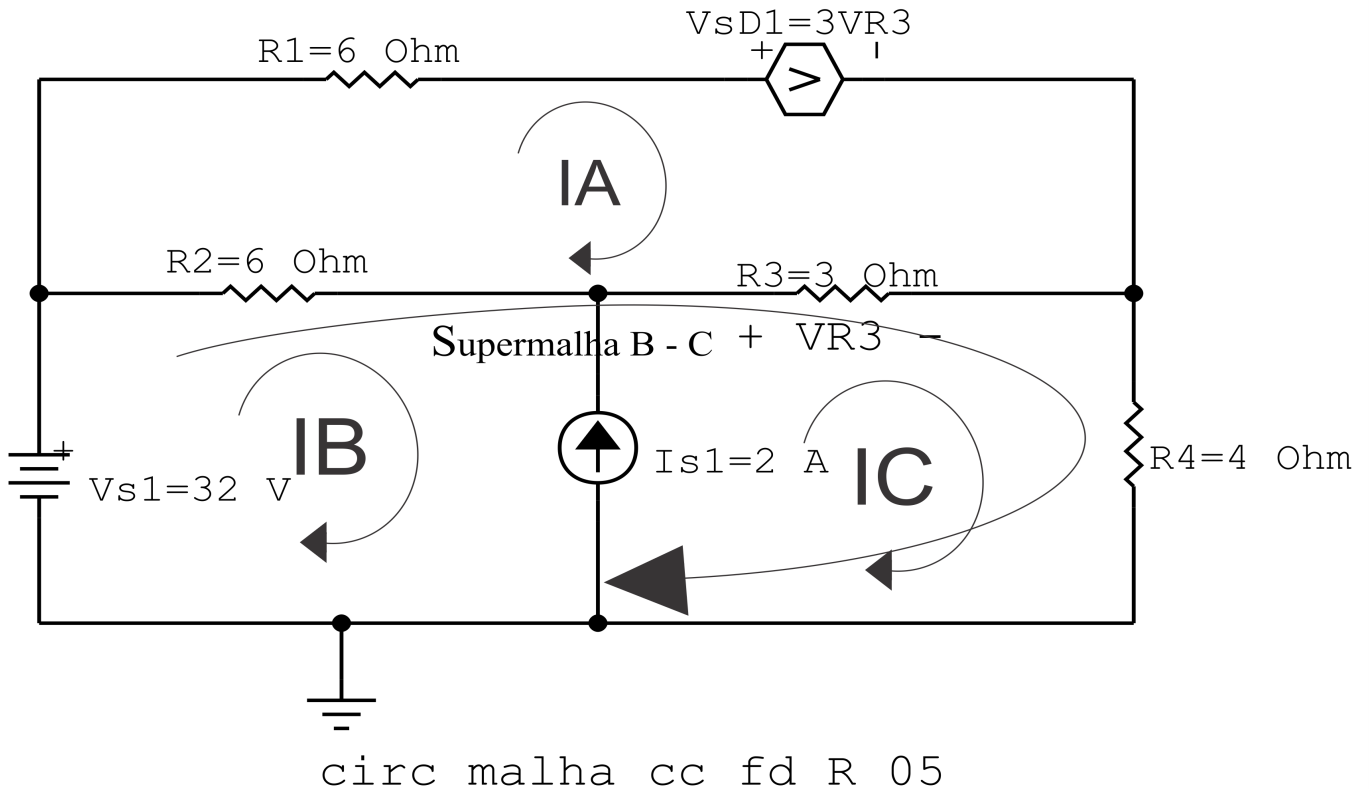 VsD1=3VR3
R1=6 Ohm
+ -
IA
R2=6 Ohm
R3=3 Ohm
Supermalha B - C
+ VR3 -
+
IB
Vs1=32 V
Is1=2 A
IC
R4=4 Ohm
circ malha cc fd R 05